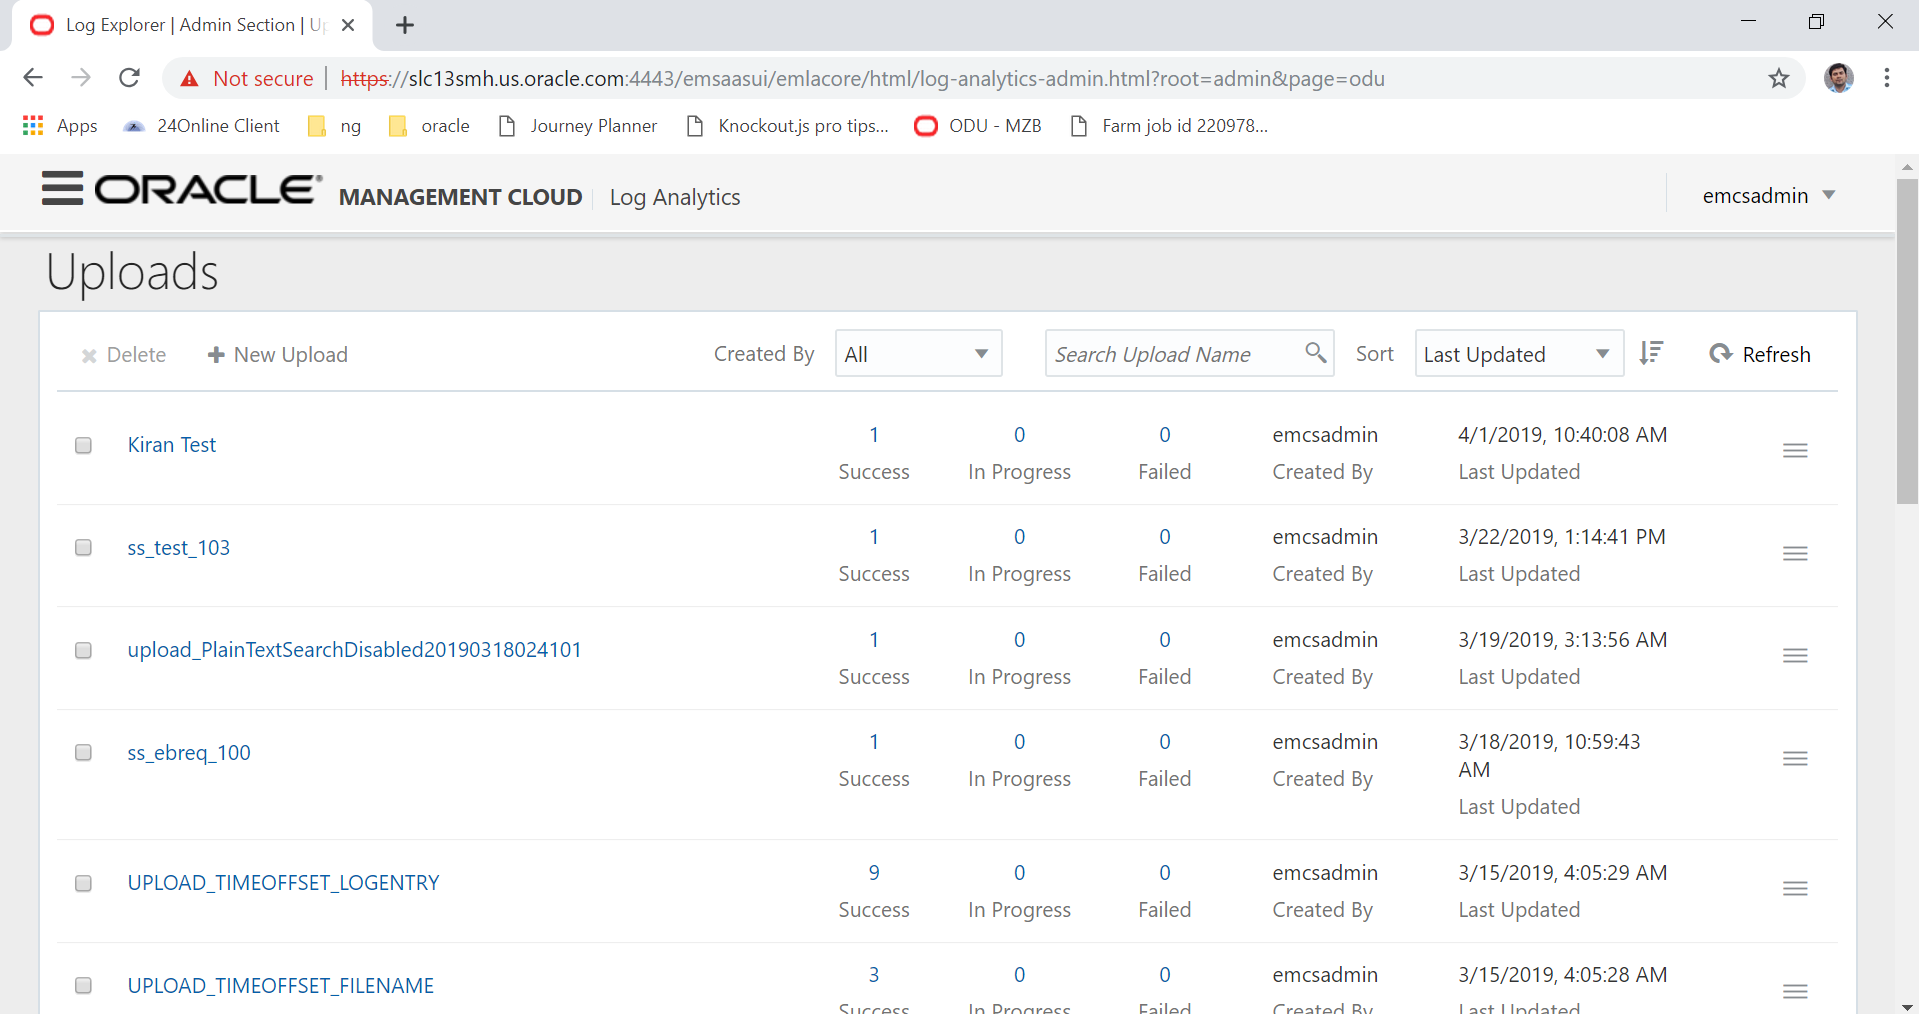 Log Explorer | Admin Section | Up
Not secure | https://slc13smh.us.oracle.com:4443/emsaasui/emlacore/html/log-analytics-admin.html?root=admin&page=odu
Apps 24Online Client ng oracle Journey Planner Knockout.js pro tips... ODU - MZB Farm job id 220978...
ORACLE® MANAGEMENT CLOUD Log Analytics emcsadmin
Uploads
Delete New Upload Created By All Search Upload Name Sort Last Updated Refresh
Kiran Test 1 0 0 emcsadmin 4/1/2019, 10:40:08 AM
Success In Progress Failed Created By Last Updated
ss_test_103 1 0 0 emcsadmin 3/22/2019, 1:14:41 PM
Success In Progress Failed Created By Last Updated
upload_PlainTextSearchDisabled20190318024101 1 0 0 emcsadmin 3/19/2019, 3:13:56 AM
Success In Progress Failed Created By Last Updated
ss_ebreq_100 1 0 0 emcsadmin 3/18/2019, 10:59:43
AM
Success In Progress Failed Created By Last Updated
UPLOAD_TIMEOFFSET_LOGENTRY 9 0 0 emcsadmin 3/15/2019, 4:05:29 AM
Success In Progress Failed Created By Last Updated
UPLOAD_TIMEOFFSET_FILENAME 3 0 0 emcsadmin 3/15/2019, 4:05:28 AM
Success In Progress Failed Created By Last Updated